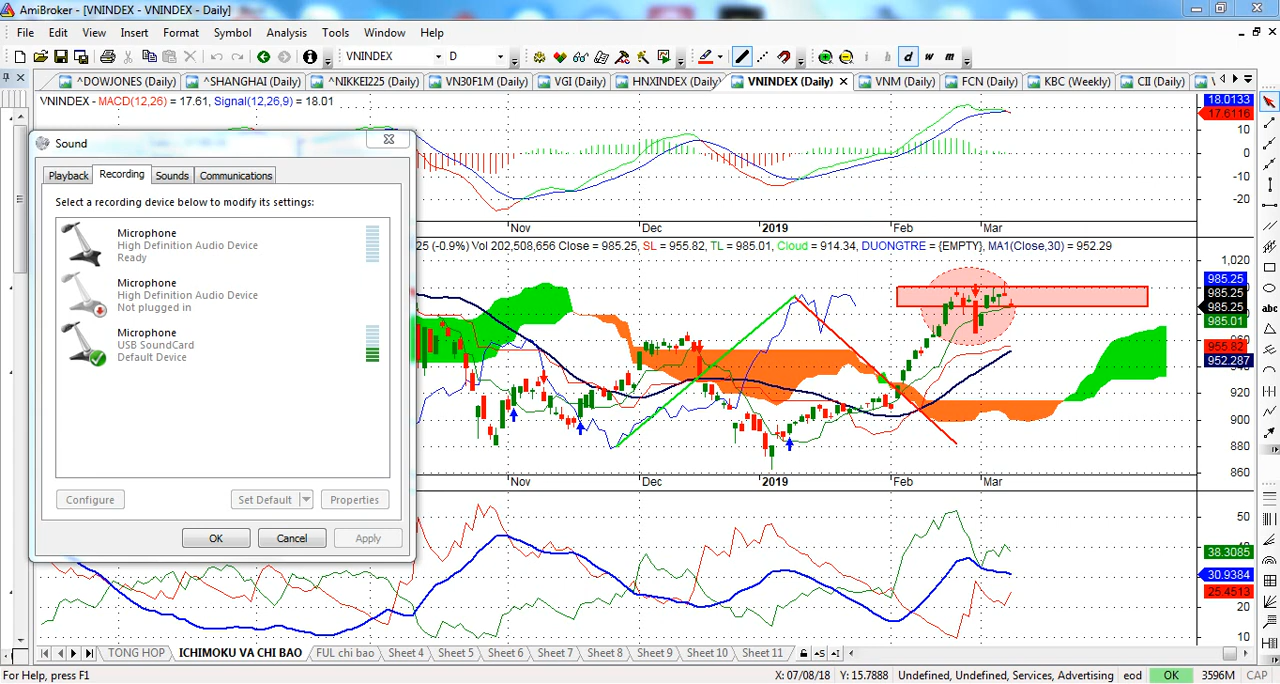 AmiBroker - [VNINDEX - VNINDEX - Daily]
File Edit View Insert Format Symbol Analysis Tools Window Help
VNINDEX D i h d w m
^DOWJONES (Daily) ^SHANGHAI (Daily) ^NIKKEI225 (Daily) VN30F1M (Daily) VGI (Daily) HNXINDEX (Daily) VNINDEX (Daily) VNM (Daily) FCN (Daily) KBC (Weekly) CII (Daily)
VNINDEX - MACD(12,26) = 17.61, Signal(12,26,9) = 18.01
18.0133
17.6116
10
0
-10
-20
Nov Dec 2019 Feb Mar
Sound
Playback Recording Sounds Communications
Select a recording device below to modify its settings:
Microphone
High Definition Audio Device
Ready
Microphone
High Definition Audio Device
Not plugged in
Microphone
USB SoundCard
Default Device
Configure Set Default Properties
OK Cancel Apply
25 (-0.9%) Vol 202,508,656 Close = 985.25, SL = 955.82, TL = 985.01, Cloud = 914.34, DUONGTRE = {EMPTY}, MA1(Close,30) = 952.29
1,020
985.25
985.25
985.25
985.01
955.82
952.287
940
920
900
880
860
Nov Dec 2019 Feb Mar
50
38.3085
30.9384
25.4513
20
10
TONG HOP ICHIMOKU VA CHI BAO FUL chi bao Sheet 4 Sheet 5 Sheet 6 Sheet 7 Sheet 8 Sheet 9 Sheet 10 Sheet 11
For Help, press F1 X: 07/08/18 Y: 15.7888 Undefined, Undefined, Services, Advertising eod OK 3596M CAP